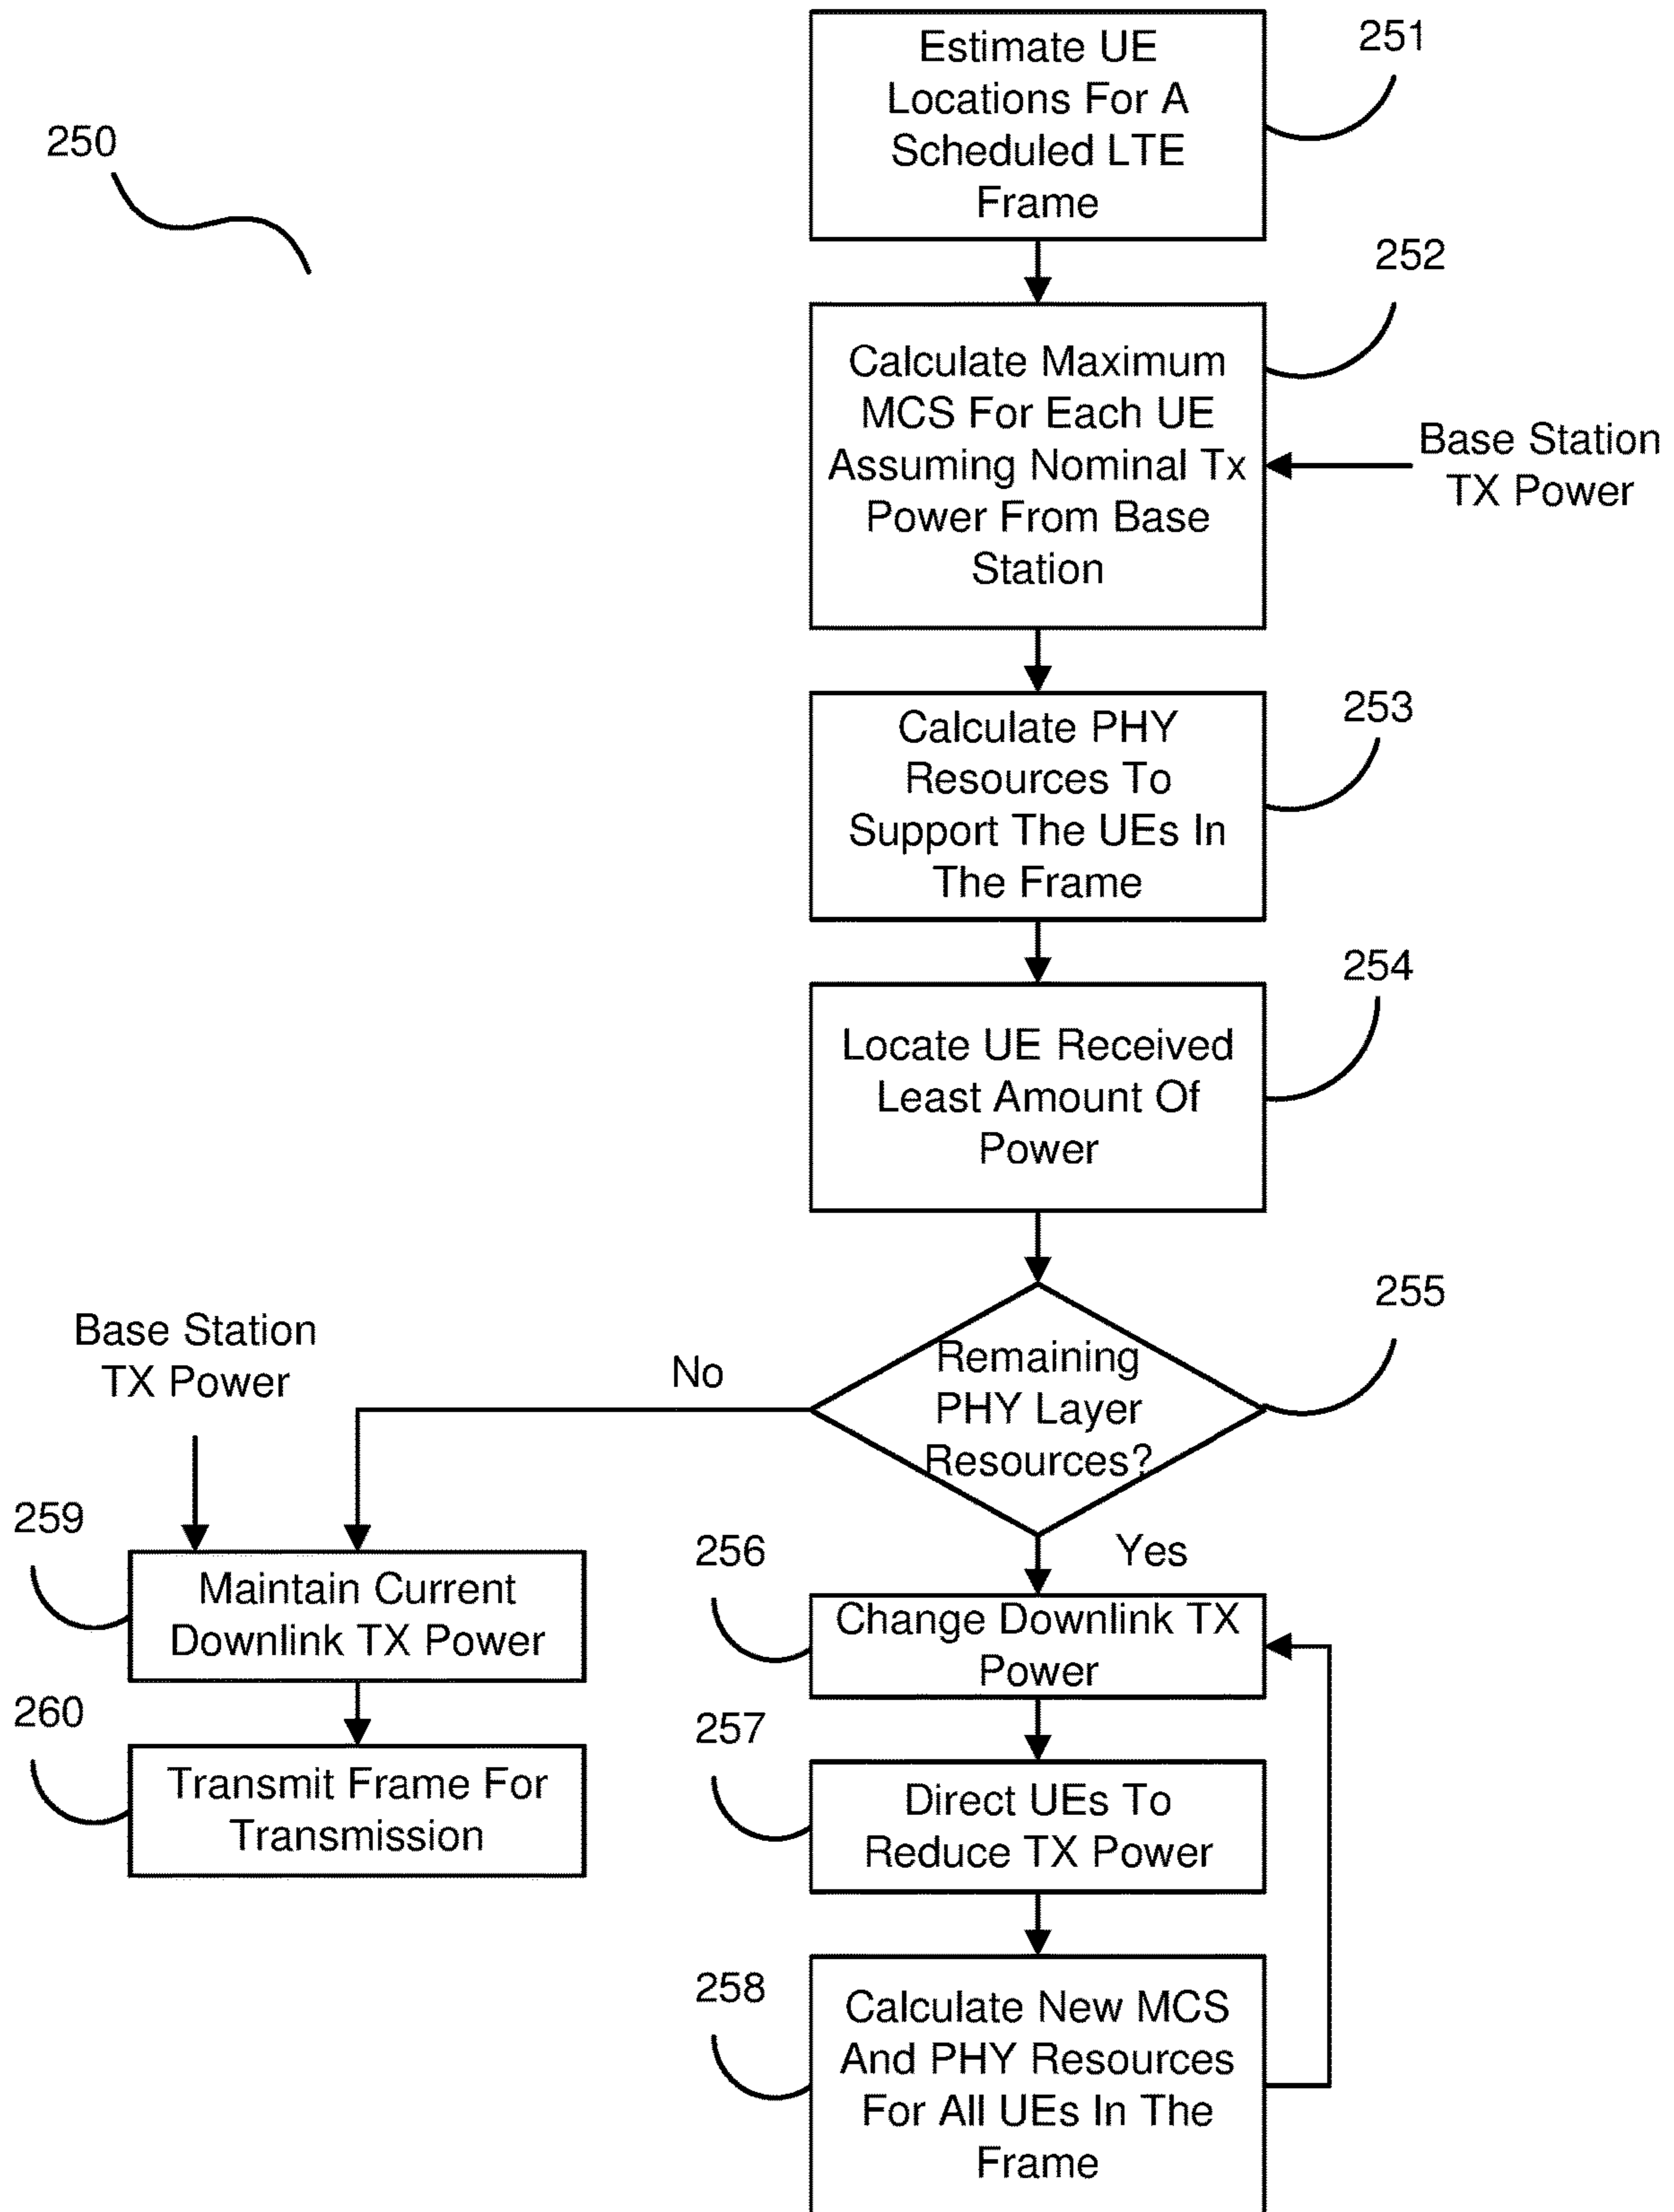 250
Estimate UE
Locations For A
Scheduled LTE
Frame
251
252
Calculate Maximum
MCS For Each UE
Assuming Nominal Tx
Power From Base
Station
Base Station
TX Power
Calculate PHY
Resources To
Support The UEs In
The Frame
253
Locate UE Received
Least Amount Of
Power
254
Remaining
PHY Layer
Resources?
255
No
Yes
Base Station
TX Power
259
Maintain Current
Downlink TX Power
260
Transmit Frame For
Transmission
256
Change Downlink TX
Power
257
Direct UEs To
Reduce TX Power
258
Calculate New MCS
And PHY Resources
For All UEs In The
Frame